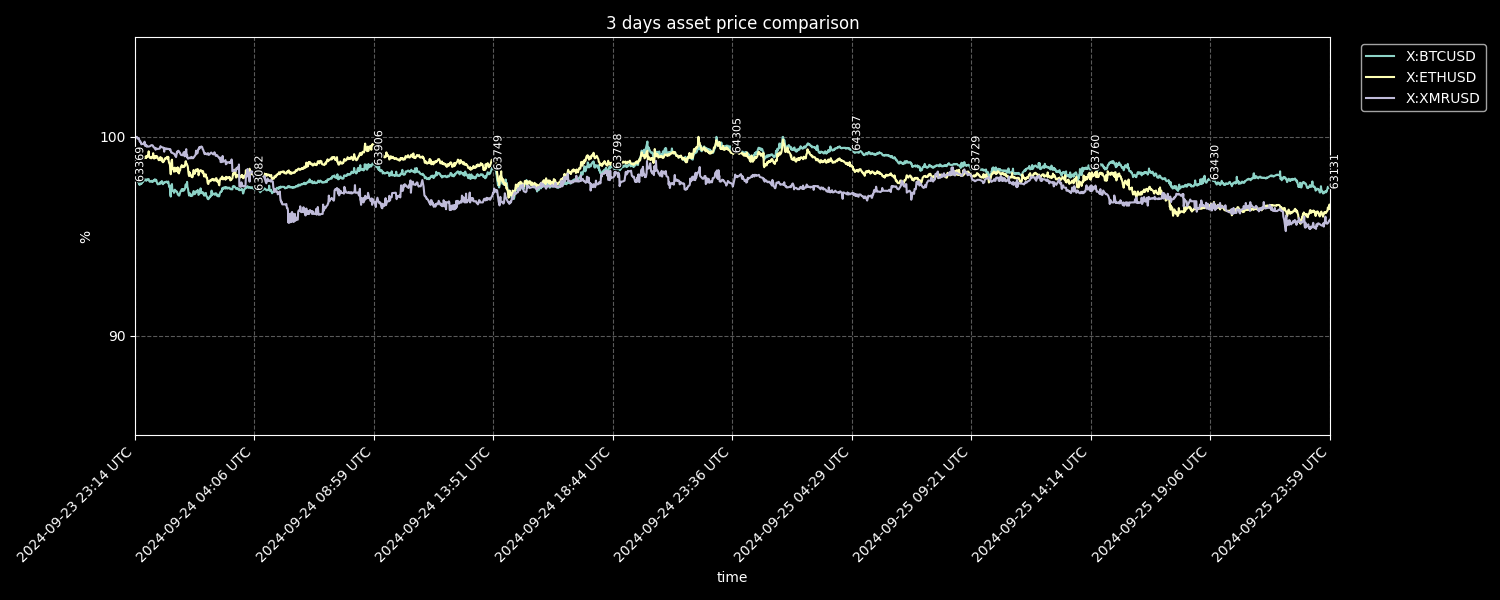 3 days asset price comparison
X:BTCUSD
X:ETHUSD
X:XMRUSD
100
90
%
63369
63082
63906
63749
63798
64305
64387
63729
63760
63430
63131
2024-09-23 23:14 UTC
2024-09-24 04:06 UTC
2024-09-24 08:59 UTC
2024-09-24 13:51 UTC
2024-09-24 18:44 UTC
2024-09-24 23:36 UTC
2024-09-25 04:29 UTC
2024-09-25 09:21 UTC
2024-09-25 14:14 UTC
2024-09-25 19:06 UTC
2024-09-25 23:59 UTC
time